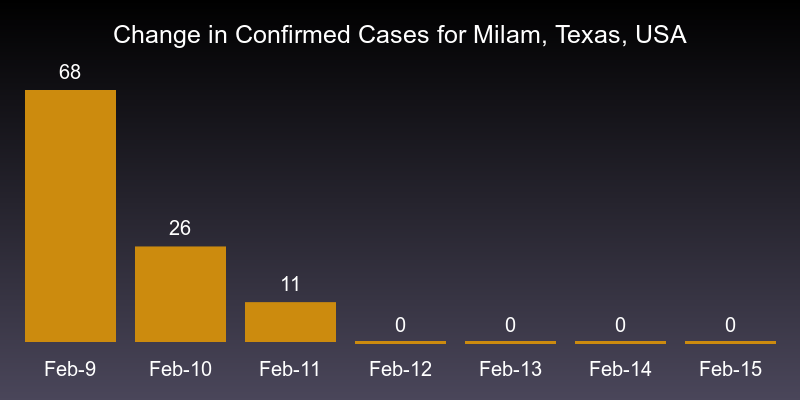 Change in Confirmed Cases for Milam, Texas, USA
68
26
11
0
0
0
0
Feb-9
Feb-10
Feb-11
Feb-12
Feb-13
Feb-14
Feb-15